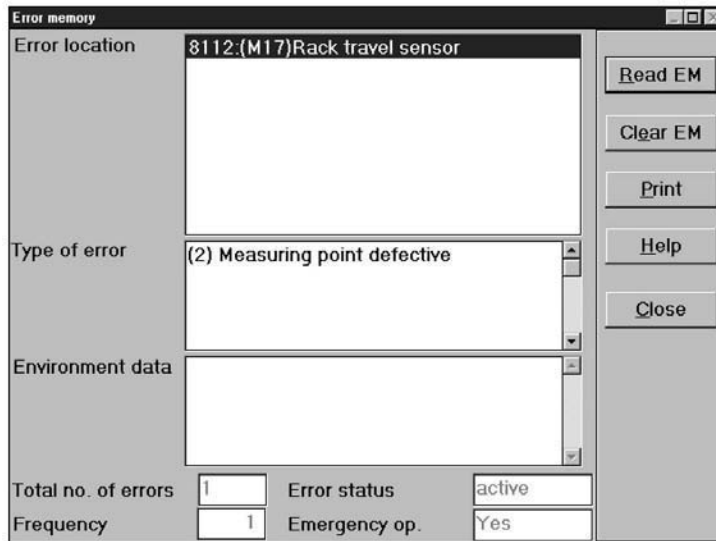 Error memory
Error location
8112:(M17)Rack travel sensor
Read EM
Clear EM
Print
Type of error
(2) Measuring point defective
Help
Close
Environment data
Total no. of errors 1 Error status active
Frequency 1 Emergency op. Yes